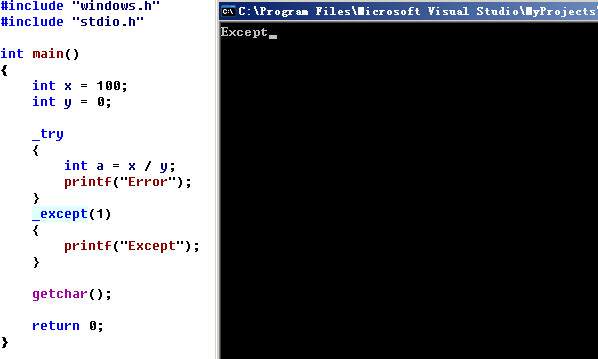 #include "windows.h"
#include "stdio.h"
int main()
{
    int x = 100;
    int y = 0;
    _try
    {
        int a = x / y;
        printf("Error");
    }
    _except(1)
    {
        printf("Except");
    }
    getchar();
    return 0;
}
C:\ C:\Program Files\Microsoft Visual Studio\MyProjects\
Except